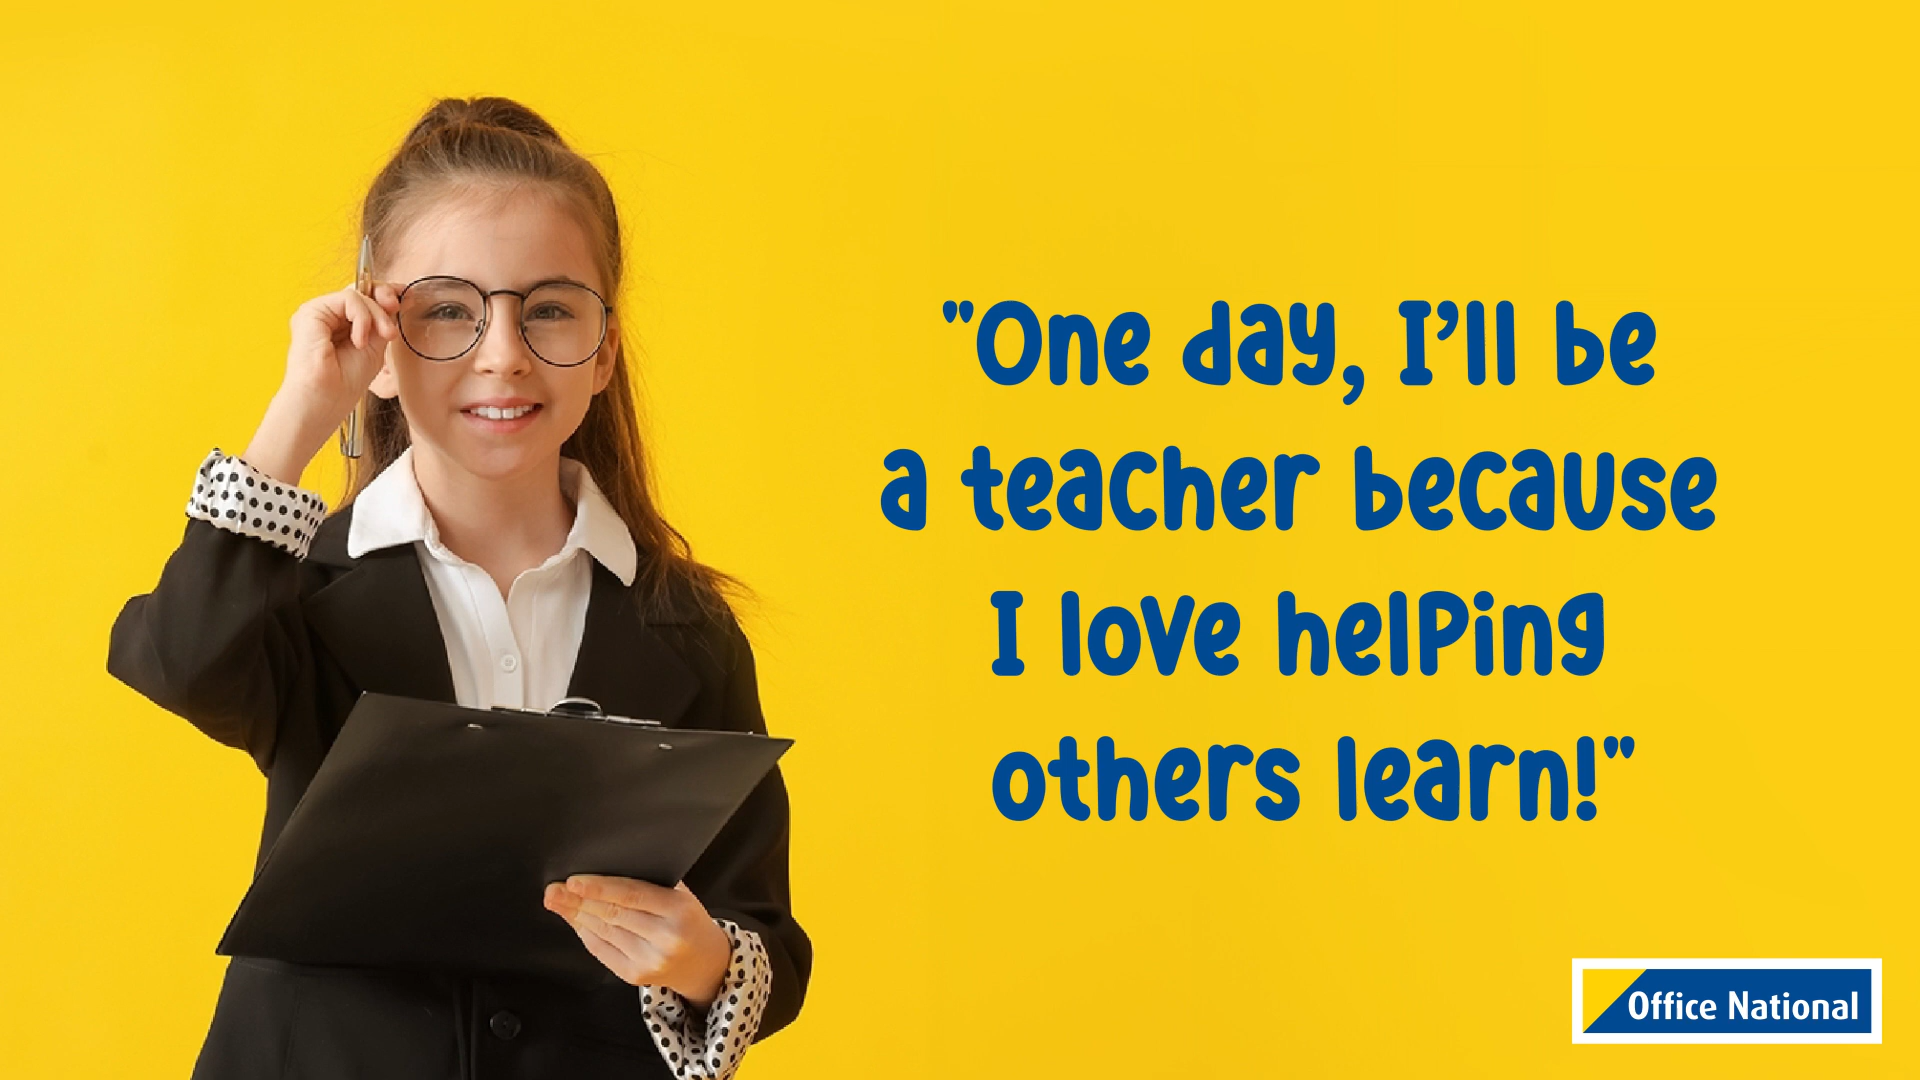 "One day, I’ll be
a teacher because
I love helping
others learn!"
Office National